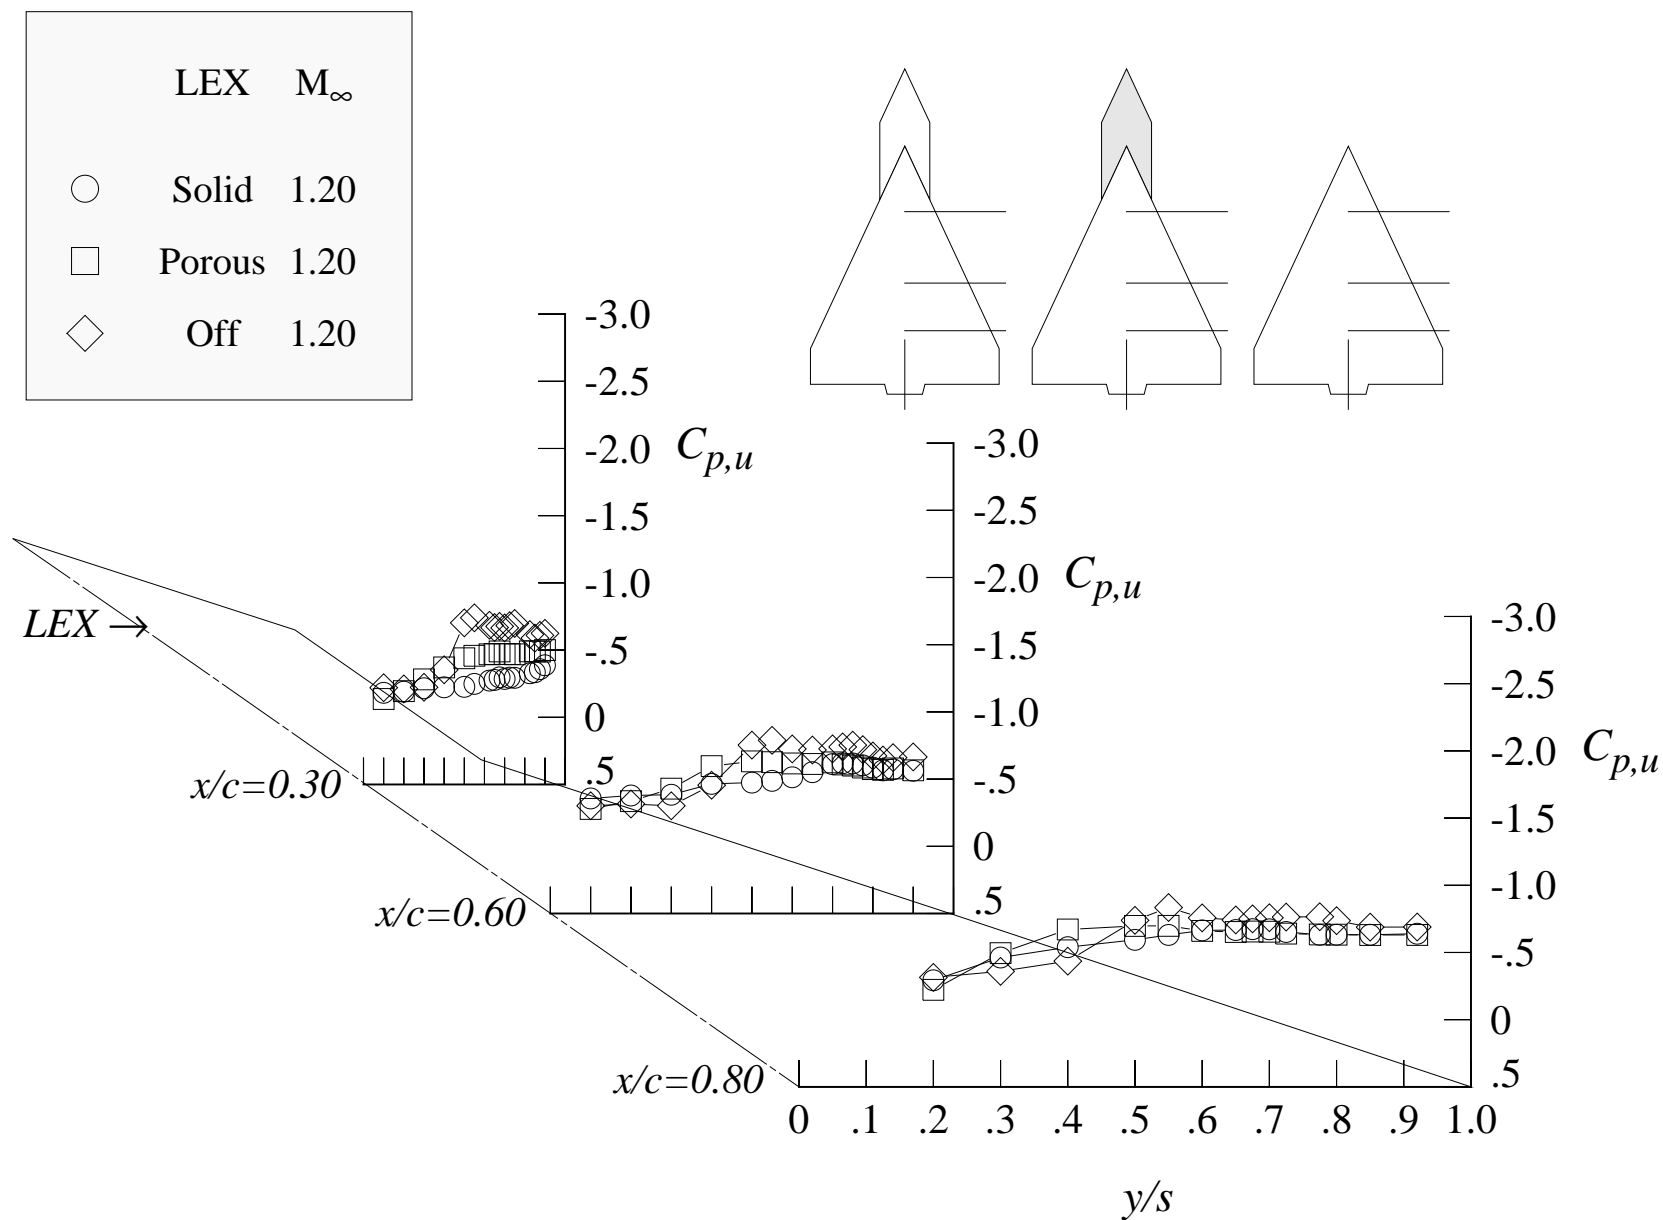 LEX M∞
Solid 1.20
Porous 1.20
Off 1.20
-3.0
-2.5
-2.0
-1.5
-1.0
-.5
0
.5
Cp,u
x/c=0.30
LEX →
-3.0
-2.5
-2.0
-1.5
-1.0
-.5
0
.5
Cp,u
x/c=0.60
-3.0
-2.5
-2.0
-1.5
-1.0
-.5
0
.5
Cp,u
x/c=0.80
0 .1 .2 .3 .4 .5 .6 .7 .8 .9 1.0
y/s